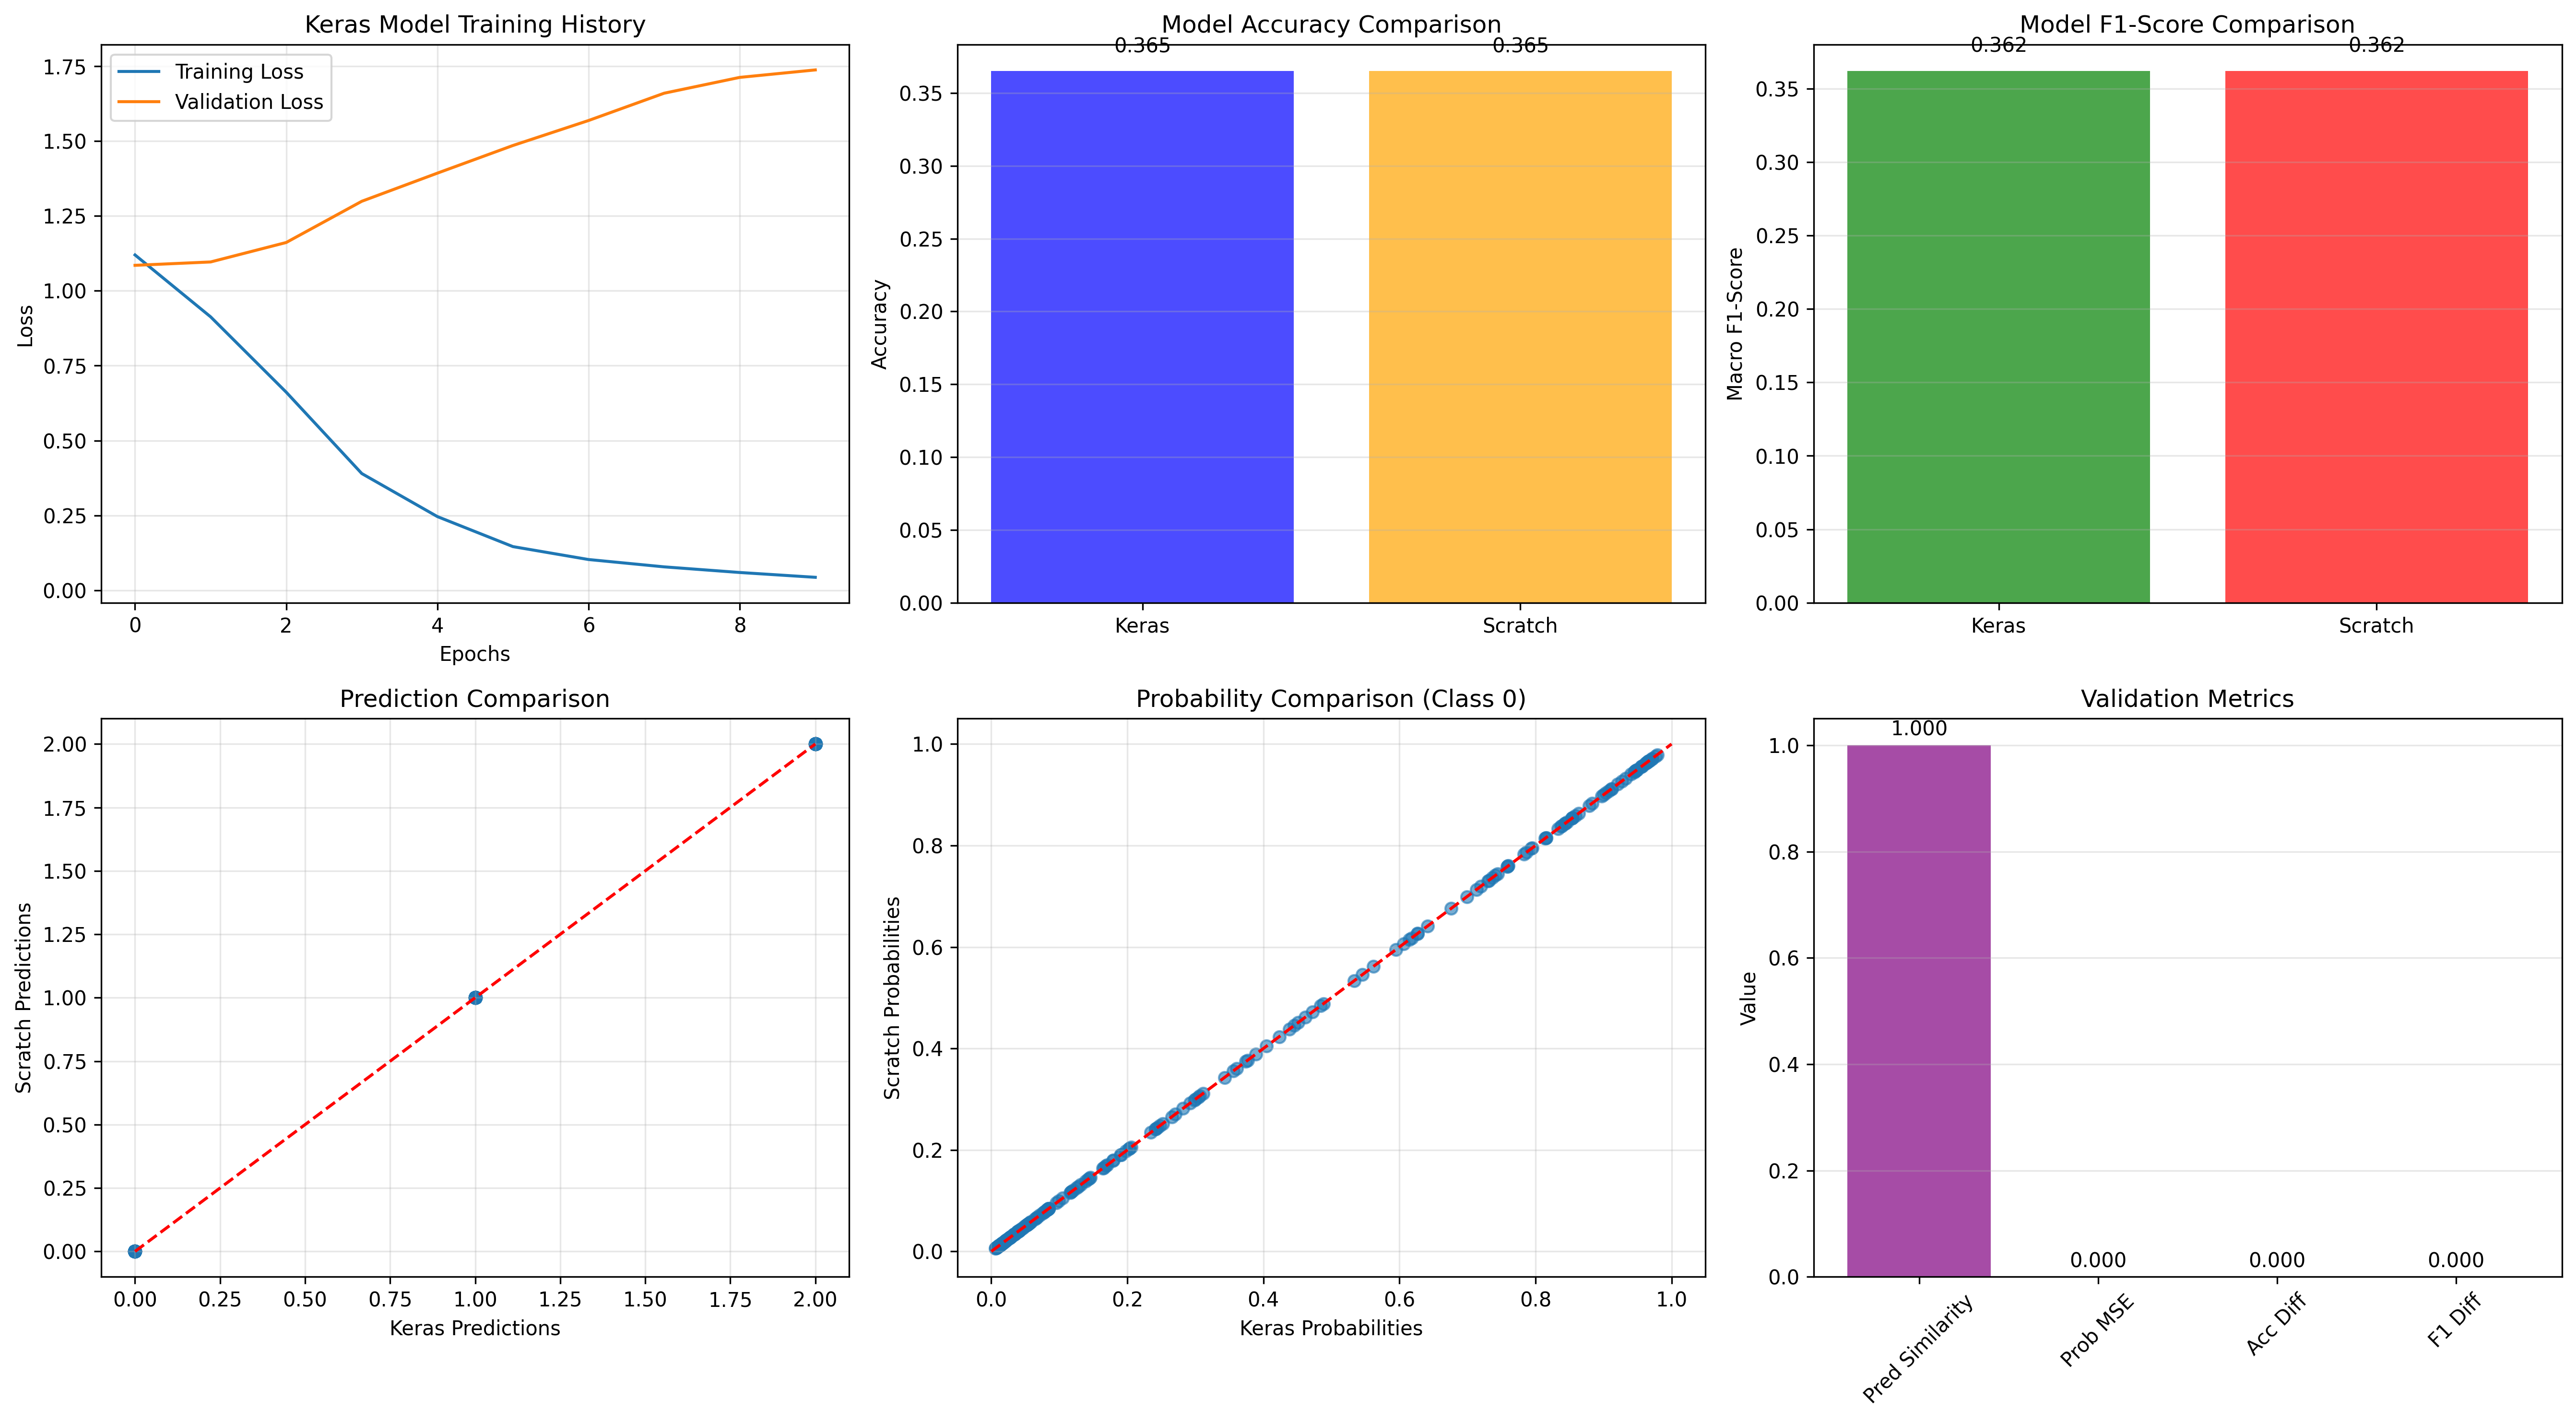 Keras Model Training History
Training Loss
Validation Loss
1.75
1.50
1.25
1.00
0.75
0.50
0.25
0.00
Loss
0
2
4
6
8
Epochs
Model Accuracy Comparison
0.365
0.365
0.35
0.30
0.25
0.20
0.15
0.10
0.05
0.00
Accuracy
Keras
Scratch
Model F1-Score Comparison
0.362
0.362
0.35
0.30
0.25
0.20
0.15
0.10
0.05
0.00
Macro F1-Score
Keras
Scratch
Prediction Comparison
2.00
1.75
1.50
1.25
1.00
0.75
0.50
0.25
0.00
Scratch Predictions
0.00
0.25
0.50
0.75
1.00
1.25
1.50
1.75
2.00
Keras Predictions
Probability Comparison (Class 0)
1.0
0.8
0.6
0.4
0.2
0.0
Scratch Probabilities
0.0
0.2
0.4
0.6
0.8
1.0
Keras Probabilities
Validation Metrics
1.000
0.000
0.000
0.000
1.0
0.8
0.6
0.4
0.2
0.0
Value
Pred Similarity
Prob MSE
Acc Diff
F1 Diff